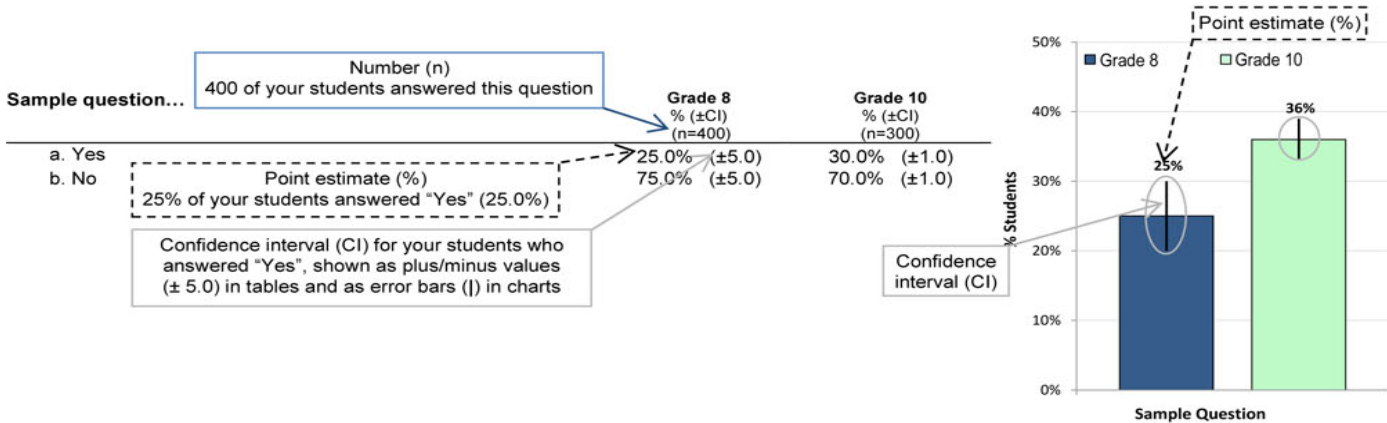 Number (n)
400 of your students answered this question
Sample question…
Grade 8
% (±CI)
(n=400)
Grade 10
% (±CI)
(n=300)
a. Yes 25.0% (±5.0) 30.0% (±1.0)
b. No 75.0% (±5.0) 70.0% (±1.0)
Point estimate (%)
25% of your students answered “Yes” (25.0%)
Confidence interval (CI) for your students who
answered “Yes”, shown as plus/minus values
(± 5.0) in tables and as error bars (|) in charts
Point estimate (%)
50%
Grade 8 Grade 10
40%
36%
25%
30%
% Students
20%
Confidence
interval (CI)
10%
0%
Sample Question